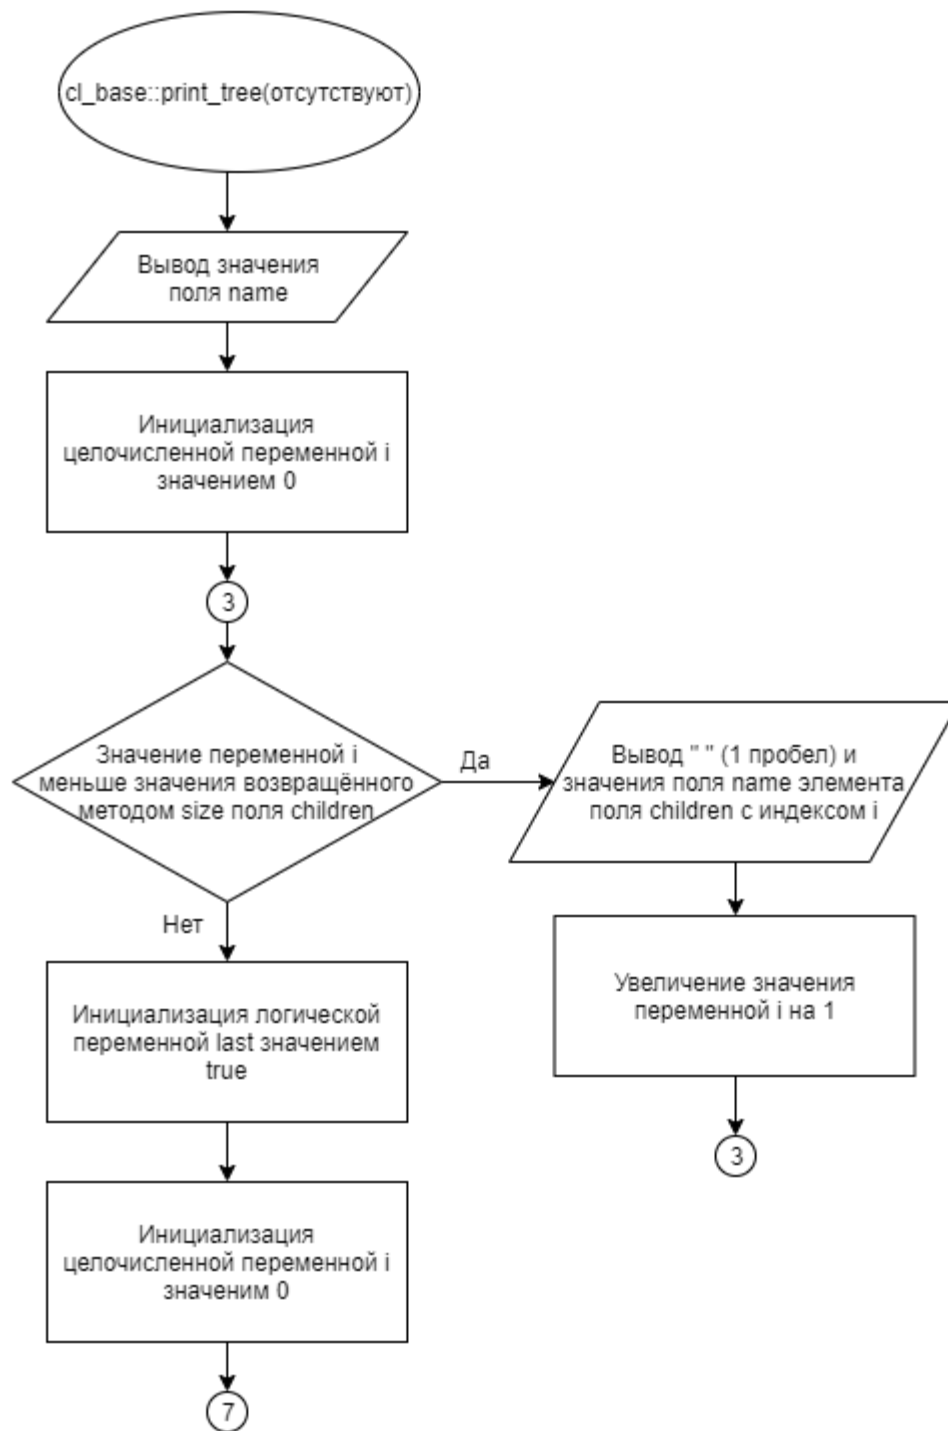 cl_base::print_tree(отсутствуют)
Вывод значения
поля name
Инициализация
целочисленной переменной i
значением 0
3
Значение переменной i
меньше значения возвращённого
методом size поля children
Да
Вывод " " (1 пробел) и
значения поля name элемента
поля children с индексом i
Нет
Увеличение значения
переменной i на 1
3
Инициализация логической
переменной last значением
true
Инициализация
целочисленной переменной i
значеним 0
7